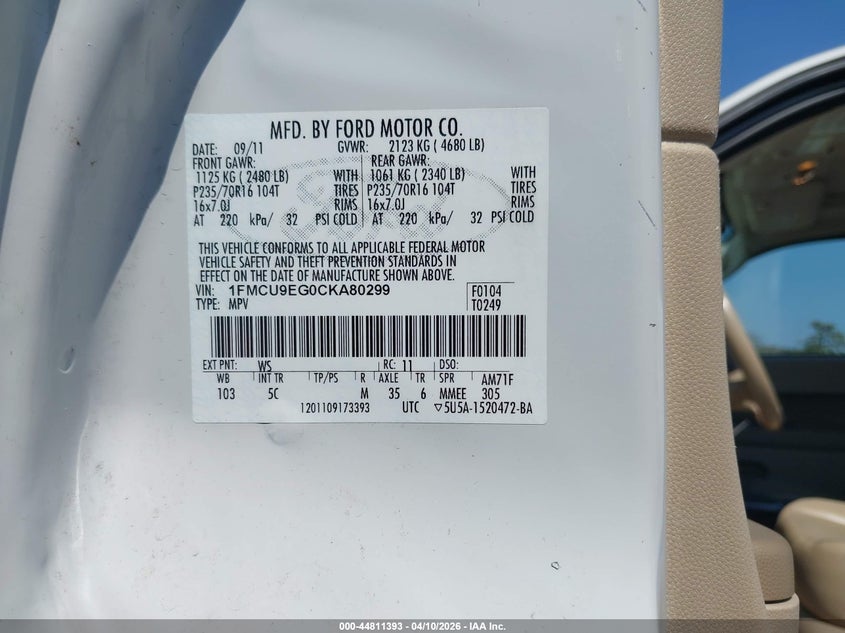 MFD. BY FORD MOTOR CO.
DATE: 09/11 GVWR: 2123 KG ( 4680 LB)
FRONT GAWR: REAR GAWR:
1125 KG ( 2480 LB) WITH 1061 KG ( 2340 LB) WITH
P235/70R16 104T TIRES P235/70R16 104T TIRES
16x7.0J RIMS 16x7.0J RIMS
AT 220 kPa/ 32 PSI COLD AT 220 kPa/ 32 PSI COLD
THIS VEHICLE CONFORMS TO ALL APPLICABLE FEDERAL MOTOR
VEHICLE SAFETY AND THEFT PREVENTION STANDARDS IN
EFFECT ON THE DATE OF MANUFACTURE SHOWN ABOVE.
VIN: 1FMCU9EG0CKA80299 F0104
TYPE: MPV T0249
EXT PNT: WS RC: 11 DSO:
WB INT TR TP/PS R AXLE TR SPR AM71F
103 5C M 35 6 MMEE 305
1201109173393 UTC ▽5U5A-1520472-BA
Ford
000-44811393 - 04/10/2026 - IAA Inc.